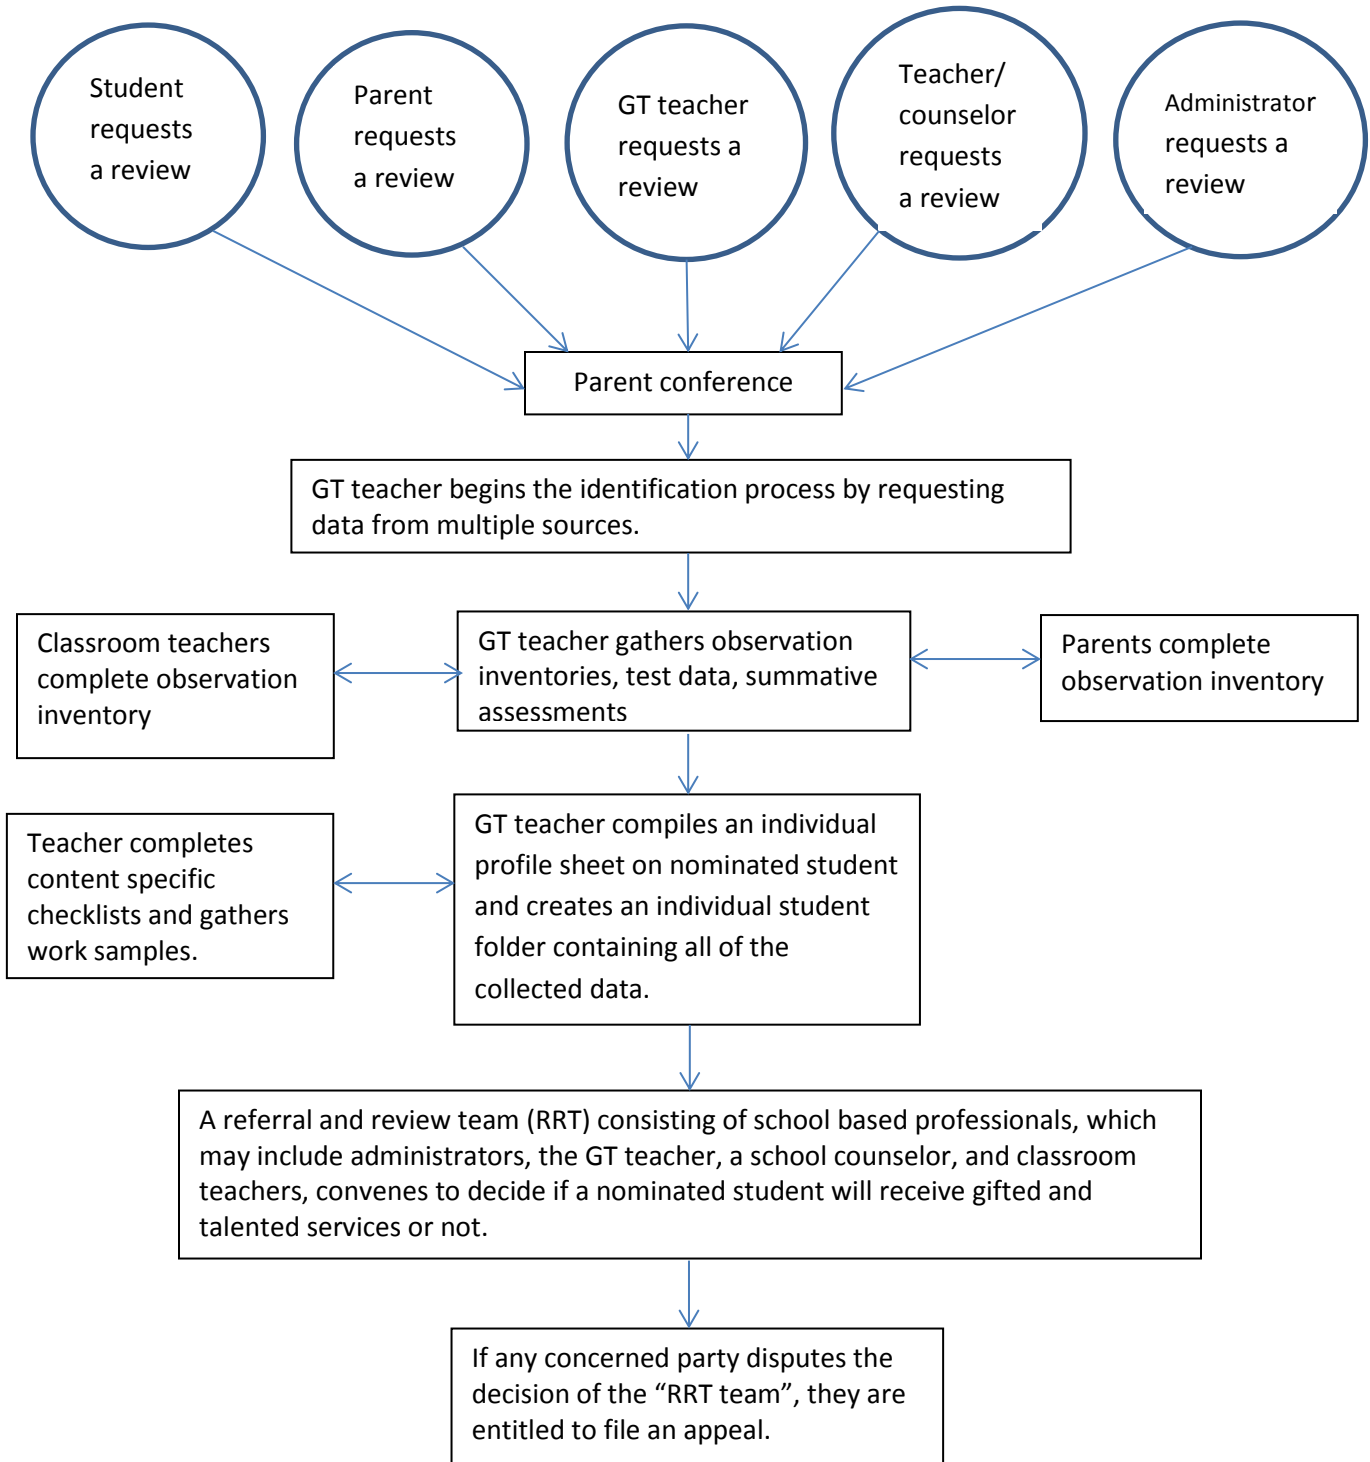 Student
requests
a review
Parent
requests
a review
GT teacher
requests a
review
Teacher/
counselor
requests
a review
Administrator
requests a
review
Parent conference
GT teacher begins the identification process by requesting
data from multiple sources.
Classroom teachers
complete observation
inventory
GT teacher gathers observation
inventories, test data, summative
assessments
Parents complete
observation inventory
Teacher completes
content specific
checklists and gathers
work samples.
GT teacher compiles an individual
profile sheet on nominated student
and creates an individual student
folder containing all of the
collected data.
A referral and review team (RRT) consisting of school based professionals, which
may include administrators, the GT teacher, a school counselor, and classroom
teachers, convenes to decide if a nominated student will receive gifted and
talented services or not.
If any concerned party disputes the
decision of the “RRT team”, they are
entitled to file an appeal.